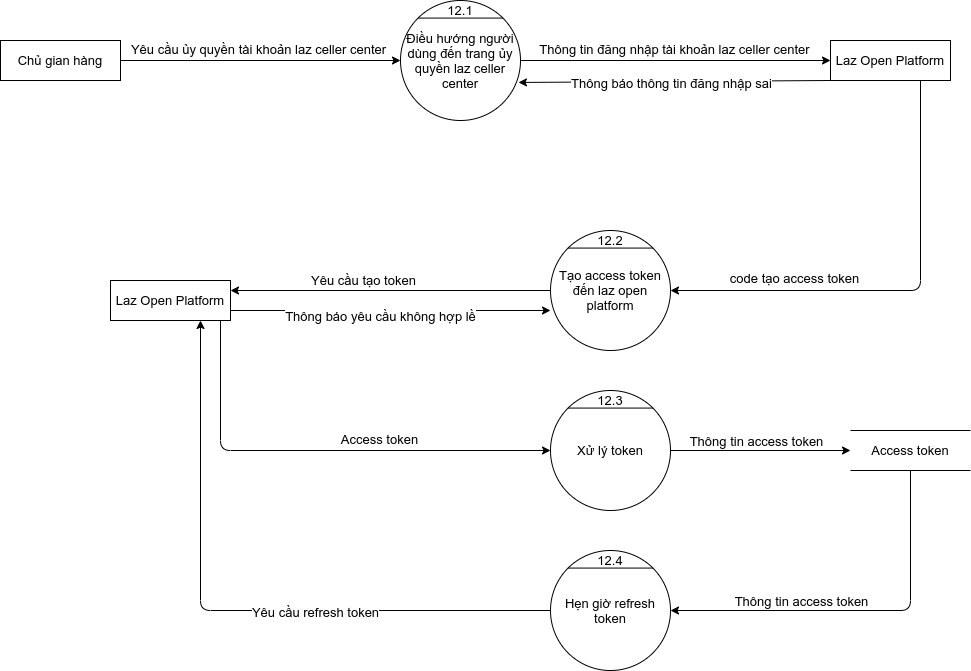 12.1
Chủ gian hàng
Yêu cầu ủy quyền tài khoản laz celler center
Điều hướng người
dùng đến trang ủy
quyền laz celler
center
Thông tin đăng nhập tài khoản laz celler center
Laz Open Platform
Thông báo thông tin đăng nhập sai
12.2
Tạo access token
đến laz open
platform
code tạo access token
Yêu cầu tạo token
Laz Open Platform
Thông báo yêu cầu không hợp lề
12.3
Access token
Xử lý token
Thông tin access token
Access token
12.4
Hẹn giờ refresh
token
Thông tin access token
Yêu cầu refresh token